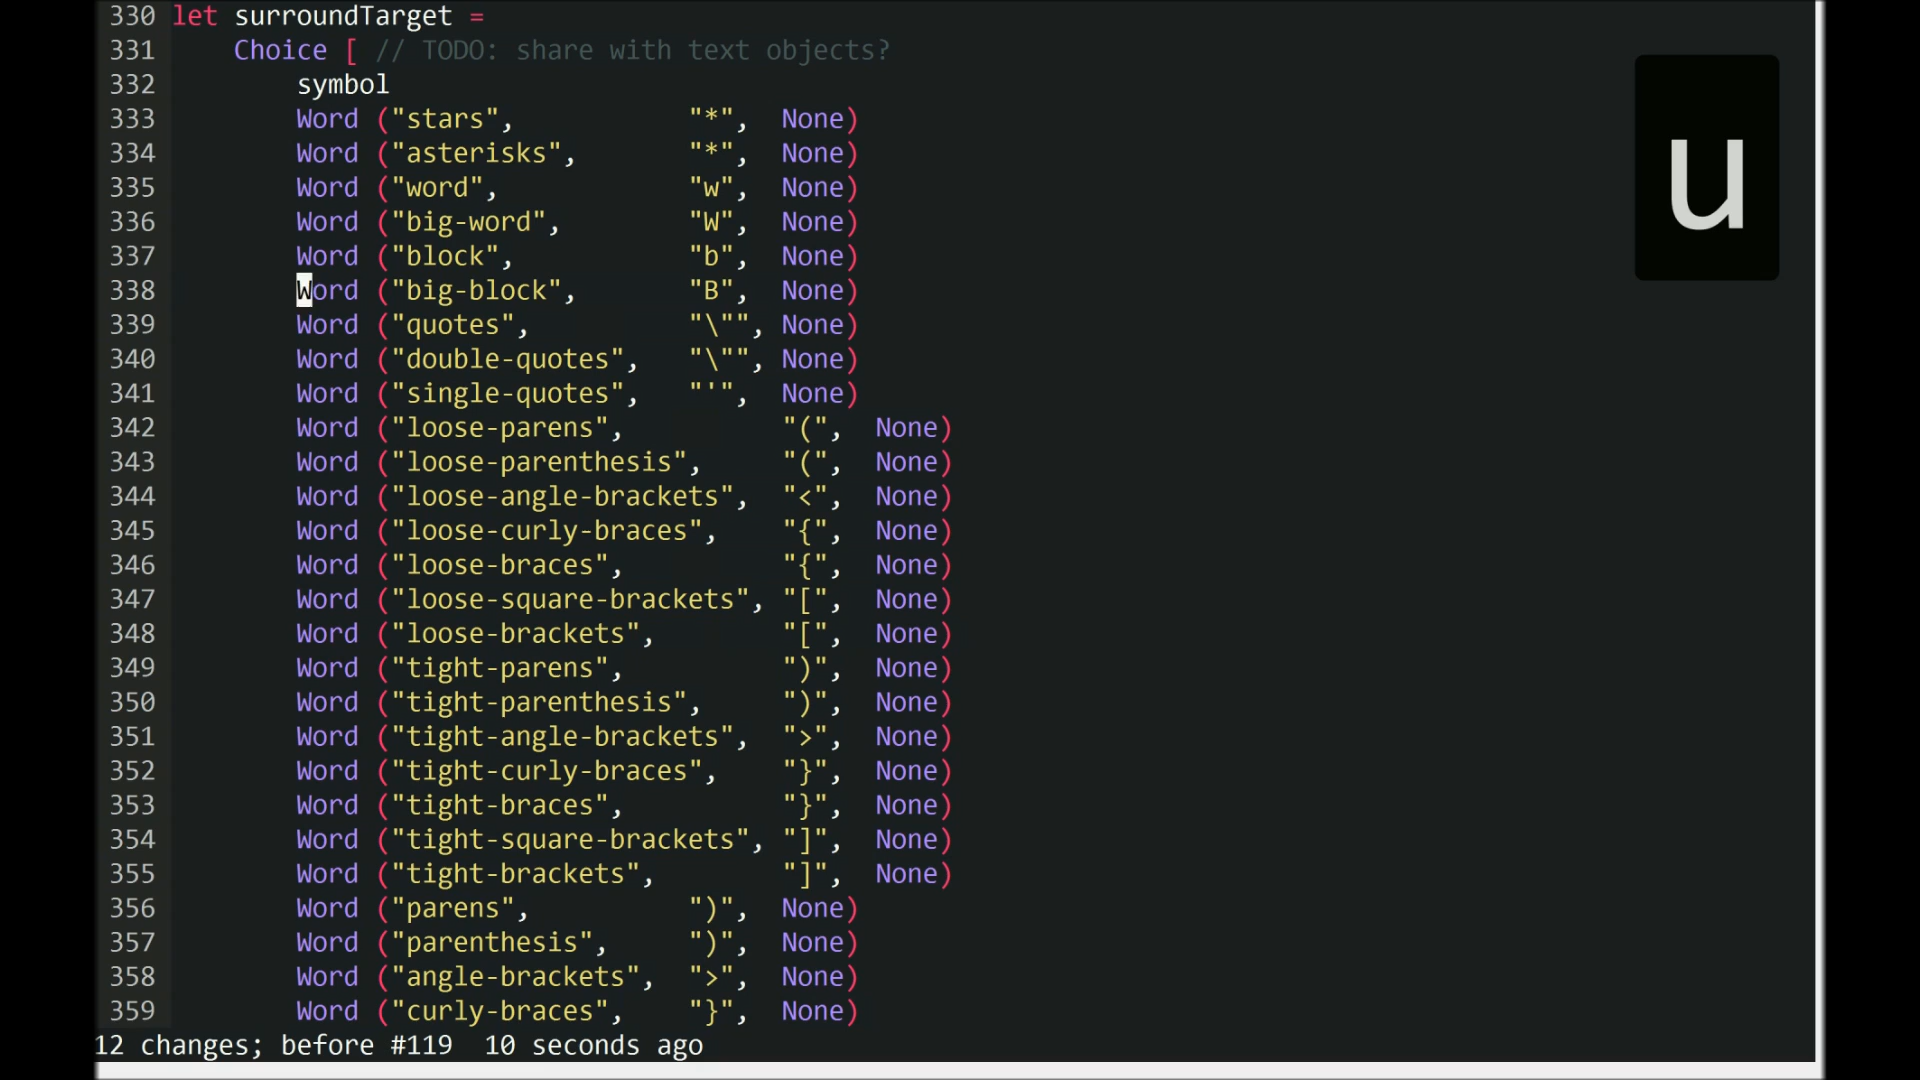 330 let surroundTarget =
331     Choice [ // TODO: share with text objects?
332         symbol
333         Word ("stars",           "*",  None)
334         Word ("asterisks",       "*",  None)
335         Word ("word",            "w",  None)
336         Word ("big-word",        "W",  None)
337         Word ("block",           "b",  None)
338         Word ("big-block",       "B",  None)
339         Word ("quotes",          "\"", None)
340         Word ("double-quotes",   "\"", None)
341         Word ("single-quotes",   "'",  None)
342         Word ("loose-parens",          "(",  None)
343         Word ("loose-parenthesis",     "(",  None)
344         Word ("loose-angle-brackets",  "<",  None)
345         Word ("loose-curly-braces",    "{",  None)
346         Word ("loose-braces",          "{",  None)
347         Word ("loose-square-brackets", "[",  None)
348         Word ("loose-brackets",        "[",  None)
349         Word ("tight-parens",          ")",  None)
350         Word ("tight-parenthesis",     ")",  None)
351         Word ("tight-angle-brackets",  ">",  None)
352         Word ("tight-curly-braces",    "}",  None)
353         Word ("tight-braces",          "}",  None)
354         Word ("tight-square-brackets", "]",  None)
355         Word ("tight-brackets",        "]",  None)
356         Word ("parens",          ")",  None)
357         Word ("parenthesis",     ")",  None)
358         Word ("angle-brackets",  ">",  None)
359         Word ("curly-braces",    "}",  None)
12 changes; before #119  10 seconds ago
u